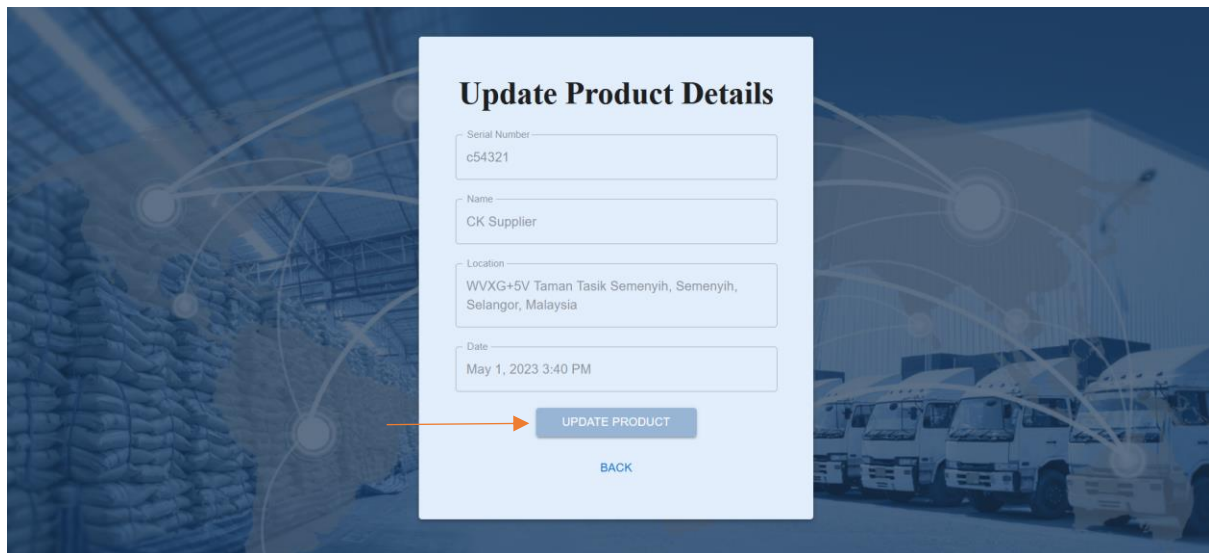 Update Product Details
Serial Number
c54321
Name
CK Supplier
Location
WVXG+5V Taman Tasik Semenyih, Semenyih,
Selangor, Malaysia
Date
May 1, 2023 3:40 PM
UPDATE PRODUCT
BACK